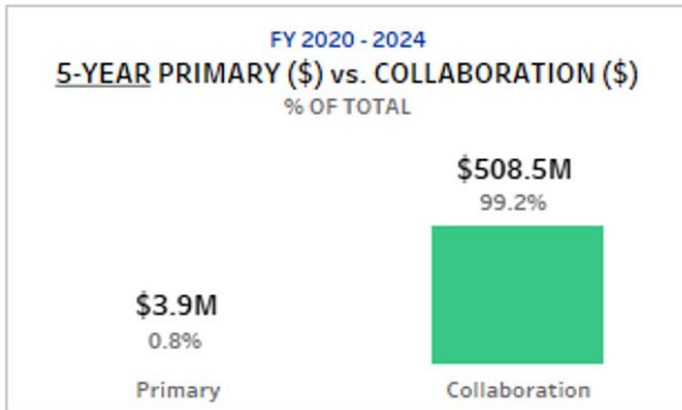 FY 2020 - 2024
5-YEAR PRIMARY ($) vs. COLLABORATION ($)
% OF TOTAL
$508.5M
99.2%
$3.9M
0.8%
Primary
Collaboration